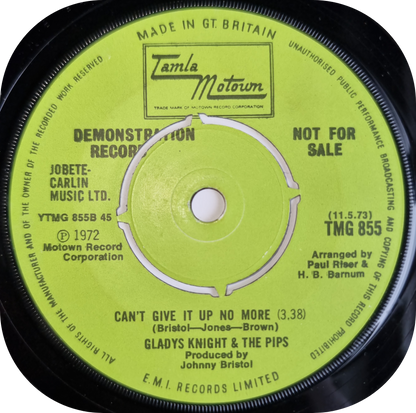 MADE IN GT. BRITAIN
Tamla
Motown
TRADE MARK OF MOTOWN RECORD CORPORATION
DEMONSTRATION
RECORD
NOT FOR
SALE
JOBETE-
CARLIN
MUSIC LTD.
YTMG 855B 45
℗ 1972
Motown Record
Corporation
(11.5.73)
TMG 855
Arranged by
Paul Riser &
H. B. Barnum
CAN'T GIVE IT UP NO MORE (3.38)
(Bristol—Jones—Brown)
GLADYS KNIGHT & THE PIPS
Produced by
Johnny Bristol
E.M.I. RECORDS LIMITED
ALL RIGHTS OF THE MANUFACTURER AND OF THE OWNER OF THE RECORDED WORK RESERVED.
UNAUTHORISED PUBLIC PERFORMANCE BROADCASTING AND COPYING OF THIS RECORD PROHIBITED